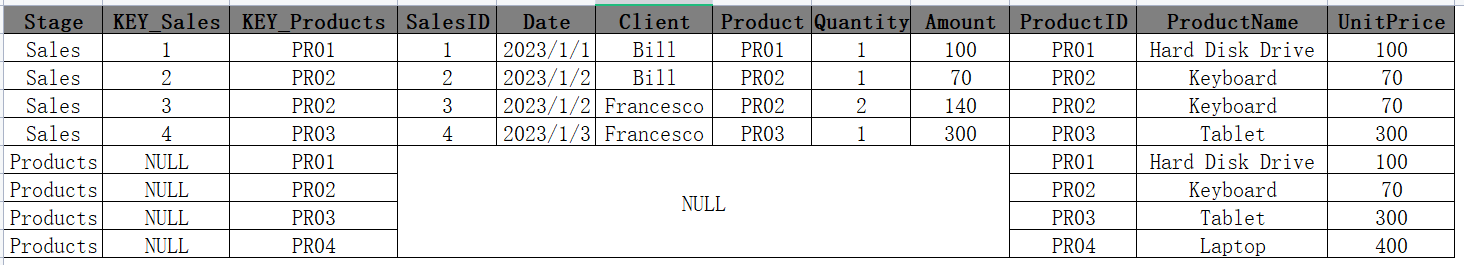 Stage KEY_Sales KEY_Products SalesID Date Client Product Quantity Amount ProductID ProductName UnitPrice
Sales 1 PR01 1 2023/1/1 Bill PR01 1 100 PR01 Hard Disk Drive 100
Sales 2 PR02 2 2023/1/2 Bill PR02 1 70 PR02 Keyboard 70
Sales 3 PR02 3 2023/1/2 Francesco PR02 2 140 PR02 Keyboard 70
Sales 4 PR03 4 2023/1/3 Francesco PR03 1 300 PR03 Tablet 300
Products NULL PR01 PR01 Hard Disk Drive 100
Products NULL PR02 PR02 Keyboard 70
NULL
Products NULL PR03 PR03 Tablet 300
Products NULL PR04 PR04 Laptop 400